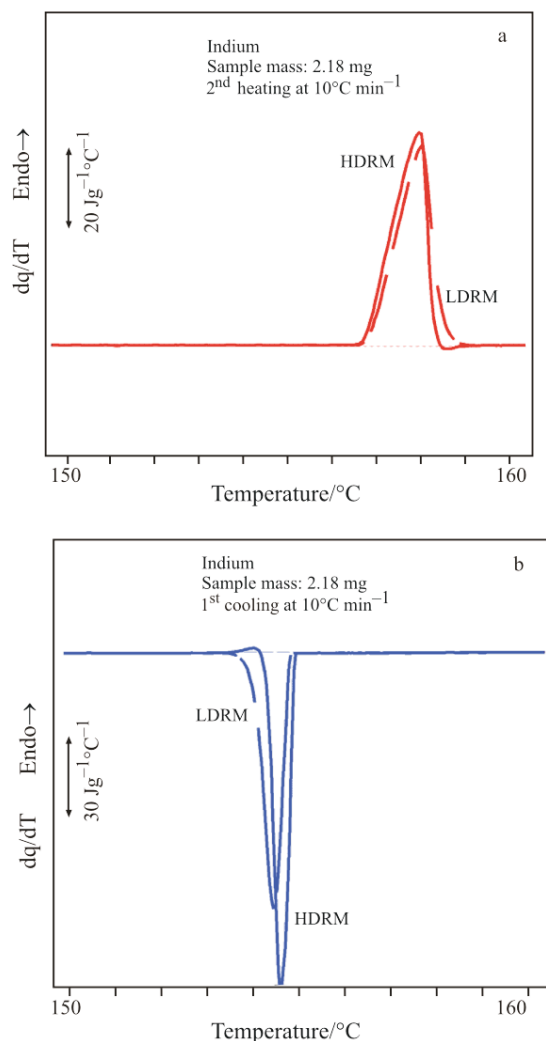 a
Indium
Sample mass: 2.18 mg
2nd heating at 10°C min−1
HDRM
LDRM
dq/dT Endo→
20 Jg−1°C−1
150 160
Temperature/°C
b
Indium
Sample mass: 2.18 mg
1st cooling at 10°C min−1
LDRM
HDRM
dq/dT Endo→
30 Jg−1°C−1
150 160
Temperature/°C